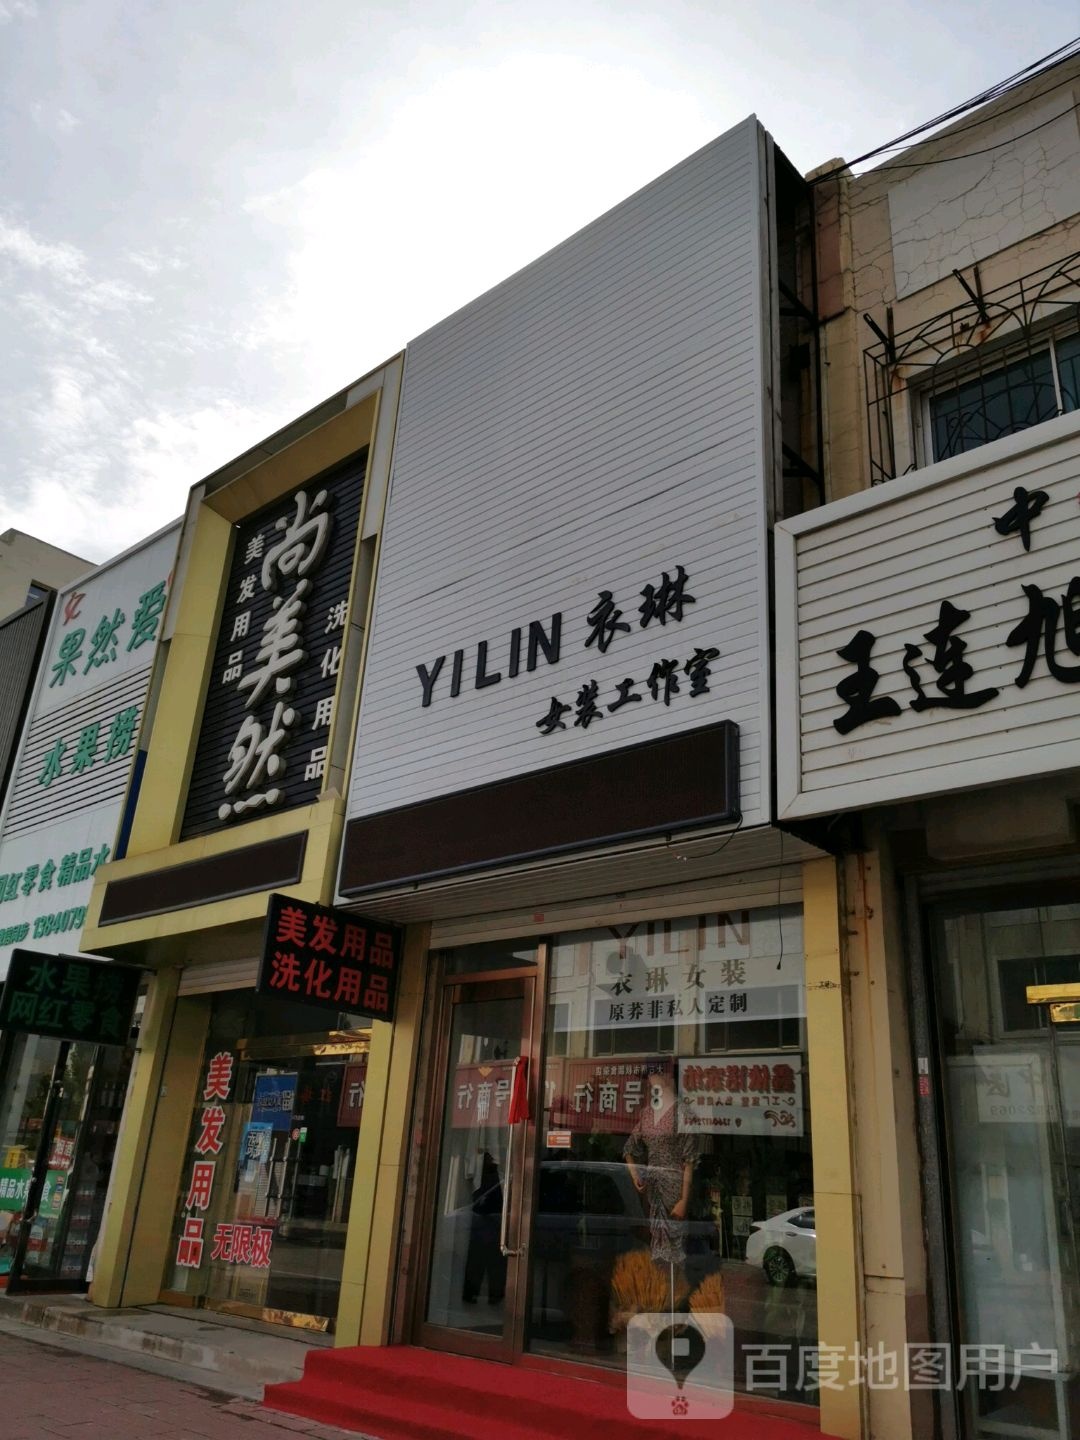 果然爱
水果捞
网红零食 精品水
1384079
水果捞
网红零食
美发用品
尚美然
洗化用品
美发用品
洗化用品
美发用品
无限极
YILIN 衣琳
女装工作室
YILIN
衣琳女装
原莽菲私人定制
8号商行
中
王连旭
百度地图用户